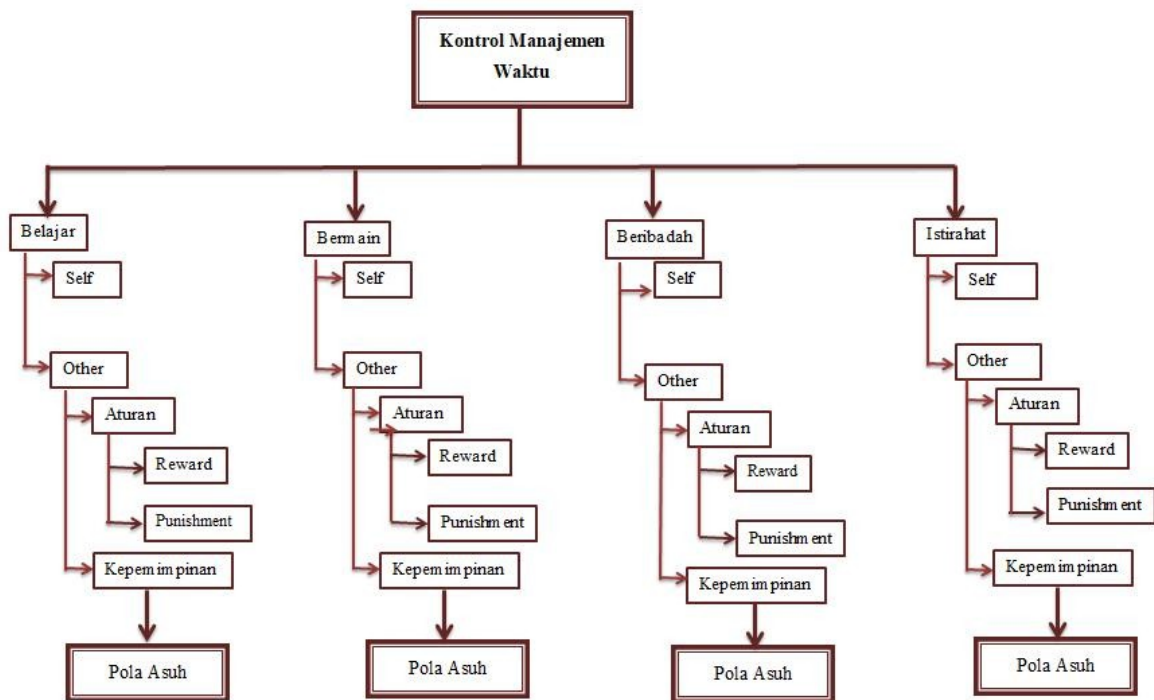 Kontrol Manajemen
Waktu
Belajar
Self
Other
Aturan
Reward
Punishment
Kepemimpinan
Pola Asuh
Bermain
Self
Other
Aturan
Reward
Punishment
Kepemimpinan
Pola Asuh
Beribadah
Self
Other
Aturan
Reward
Punishment
Kepemimpinan
Pola Asuh
Istirahat
Self
Other
Aturan
Reward
Punishment
Kepemimpinan
Pola Asuh